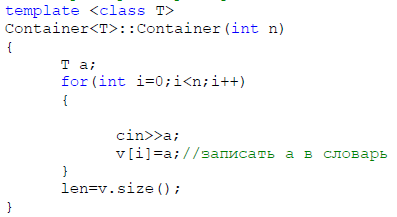 template <class T>
Container<T>::Container(int n)
{
T a;
for(int i=0;i<n;i++)
{
cin>>a;
v[i]=a;//записать а в словарь
}
len=v.size();
}